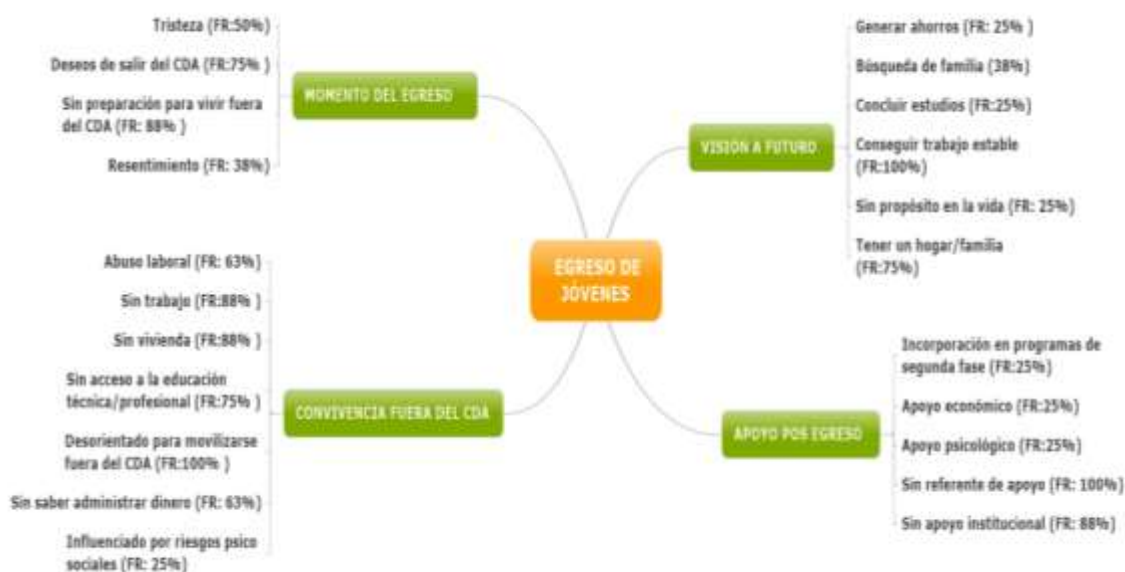 EGRESO DE
JÓVENES
MOMENTO DEL EGRESO
Tristeza (FR:50%)
Deseos de salir del CDA (FR:75% )
Sin preparación para vivir fuera
del CDA (FR: 88% )
Resentimiento (FR: 38%)
CONVIVENCIA FUERA DEL CDA
Abuso laboral (FR: 63%)
Sin trabajo (FR:88% )
Sin vivienda (FR:88% )
Sin acceso a la educación
técnica/profesional (FR:75% )
Desorientado para movilizarse
fuera del CDA (FR:100% )
Sin saber administrar dinero (FR: 63%)
Influenciado por riesgos psico
sociales (FR: 25%)
VISIÓN A FUTURO
Generar ahorros (FR: 25% )
Búsqueda de familia (38%)
Concluir estudios (FR:25%)
Conseguir trabajo estable
(FR:100%)
Sin propósito en la vida (FR: 25%)
Tener un hogar/familia
(FR:75%)
APOYO POS EGRESO
Incorporación en programas de
segunda fase (FR:25%)
Apoyo económico (FR:25%)
Apoyo psicológico (FR:25%)
Sin referente de apoyo (FR: 100%)
Sin apoyo institucional (FR: 88%)